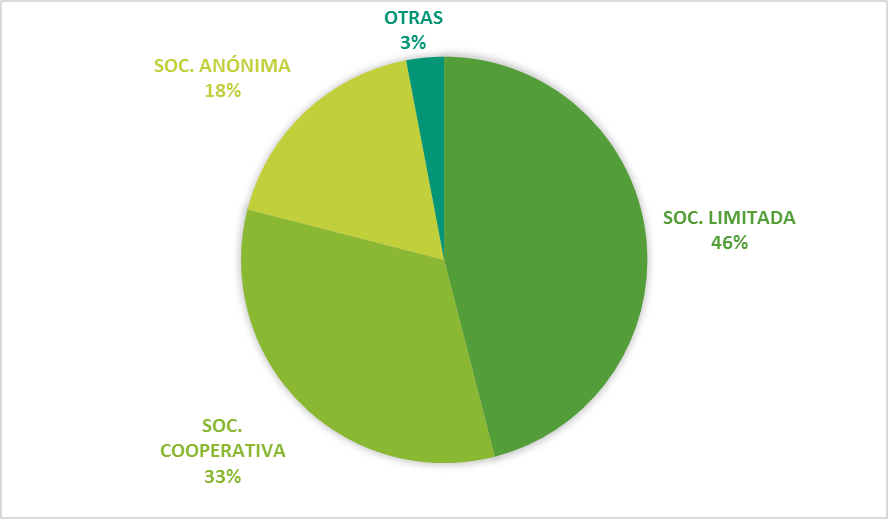 OTRAS
3%
SOC. ANÓNIMA
18%
SOC. LIMITADA
46%
SOC.
COOPERATIVA
33%